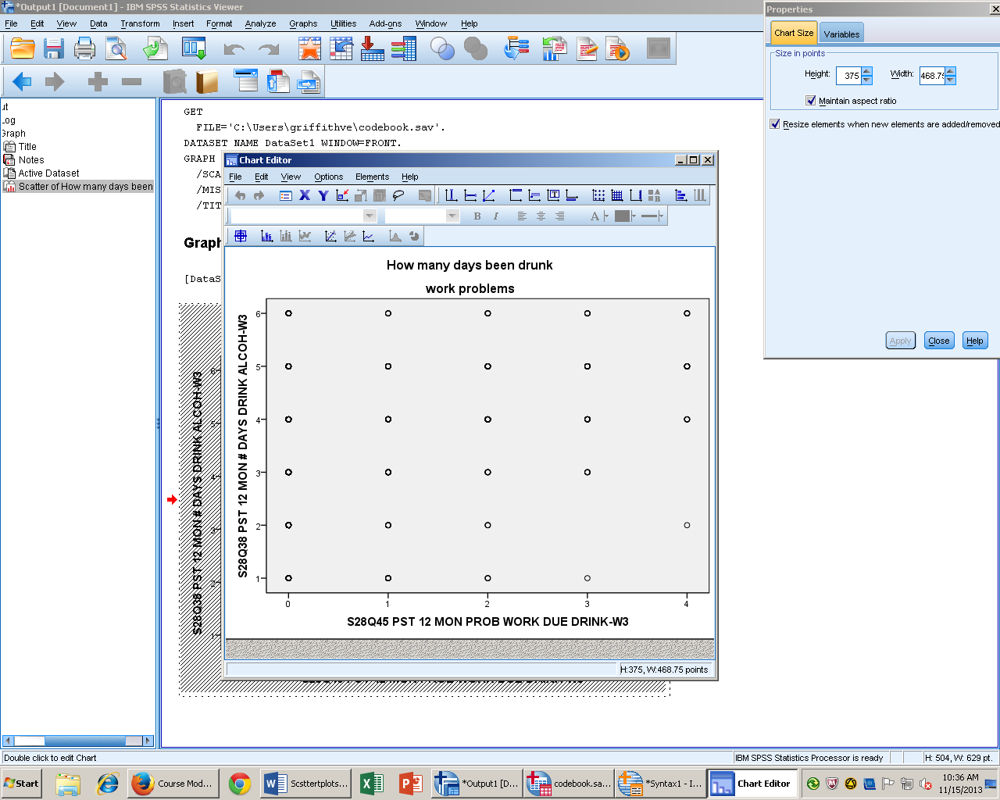 *Output1 [Document1] - IBM SPSS Statistics Viewer
File Edit View Data Transform Insert Format Analyze Graphs Utilities Add-ons Window Help
Log
Graph
Title
Notes
Active Dataset
Scatter of How many days been
GET
FILE='C:\Users\griffithve\codebook.sav'.
DATASET NAME DataSet1 WINDOW=FRONT.
GRAPH
/SCA
/MIS
/TIT
Graph
[DataS
S28Q38 PST 12 MON # DAYS DRINK ALCOH-W3
6
5
4
3
2
1
Chart Editor
File Edit View Options Elements Help
X Y
B I A
How many days been drunk
work problems
S28Q38 PST 12 MON # DAYS DRINK ALCOH-W3
6
5
4
3
2
1
0 1 2 3 4
S28Q45 PST 12 MON PROB WORK DUE DRINK-W3
H:375, W:468.75 points
Properties
Chart Size Variables
Size in points
Height: 375 Width: 468.75
Maintain aspect ratio
Resize elements when new elements are added/removed
Apply Close Help
Double click to edit Chart
IBM SPSS Statistics Processor is ready
H: 504, W: 629 pt.
Start
Course Mod...
Scsttertplots...
*Output1 [D...
codebook.sa...
*Syntax1 - I...
Chart Editor
10:36 AM
11/15/2013